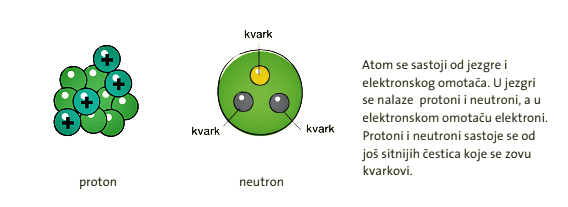 kvark
kvark
kvark
proton
neutron
Atom se sastoji od jezgre i
elektronskog omotača. U jezgri
se nalaze protoni i neutroni, a u
elektronskom omotaču elektroni.
Protoni i neutroni sastoje se od
još sitnijih čestica koje se zovu
kvarkovi.